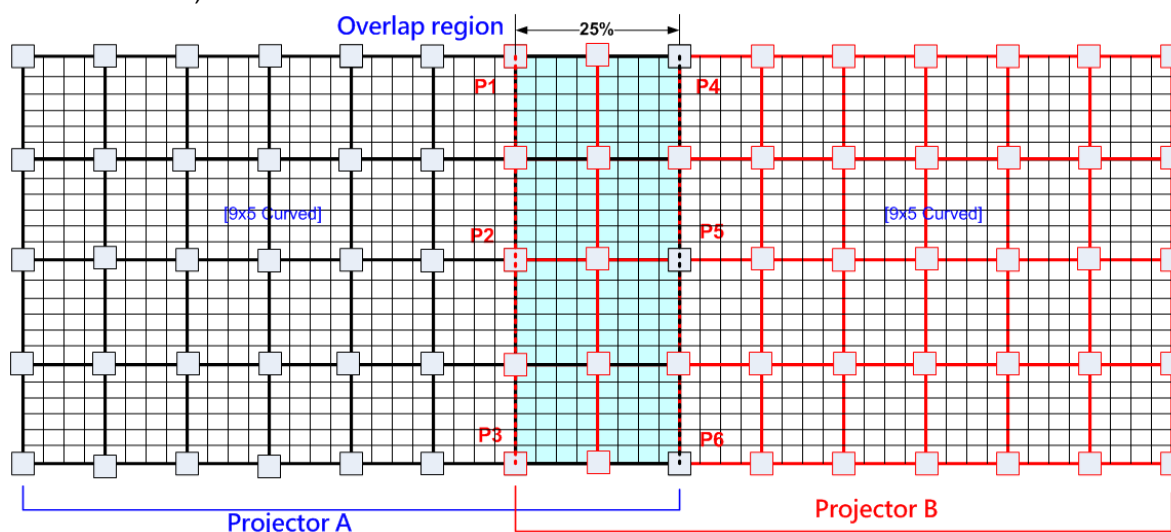 Overlap region
25%
P1
P4
[9x5 Curved]
[9x5 Curved]
P2
P5
P3
P6
Projector A
Projector B